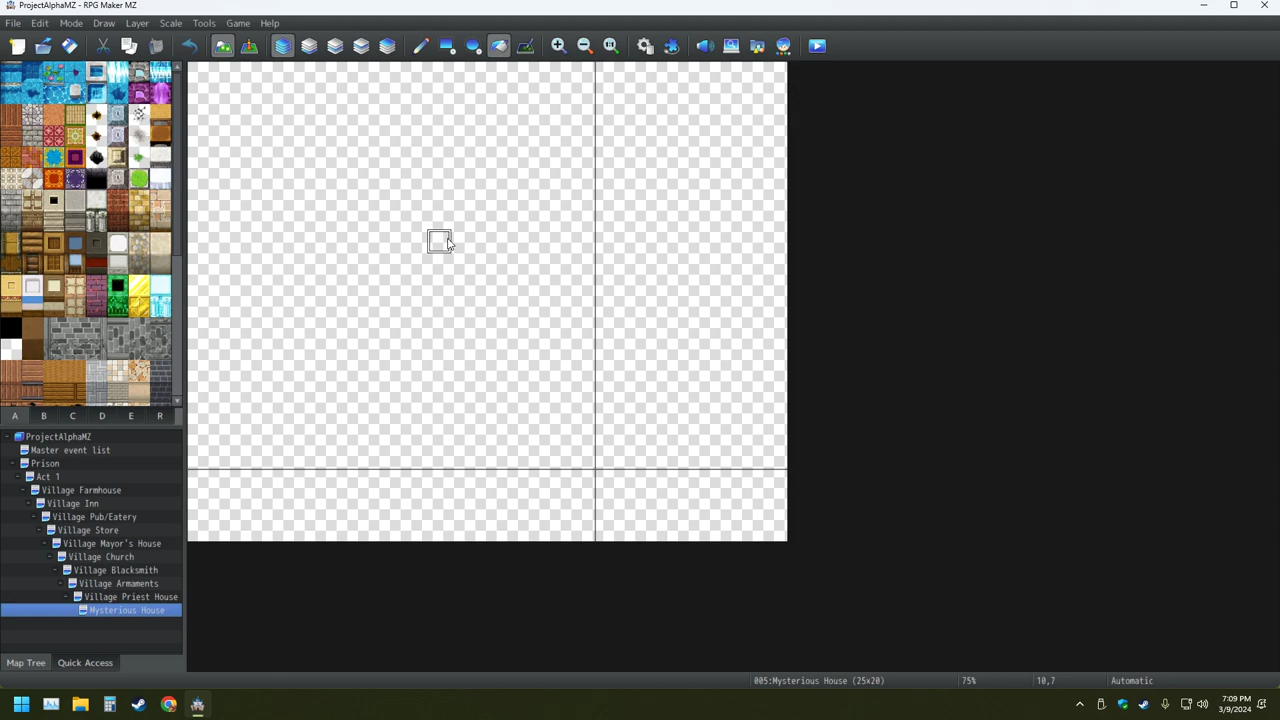 ProjectAlphaMZ - RPG Maker MZ
File Edit Mode Draw Layer Scale Tools Game Help
A B C D E R
ProjectAlphaMZ
Master event list
Prison
Act 1
Village Farmhouse
Village Inn
Village Pub/Eatery
Village Store
Village Mayor's House
Village Church
Village Blacksmith
Village Armaments
Village Priest House
Mysterious House
Map Tree Quick Access
005:Mysterious House (25x20) 75% 10,7 Automatic
7:09 PM
3/9/2024